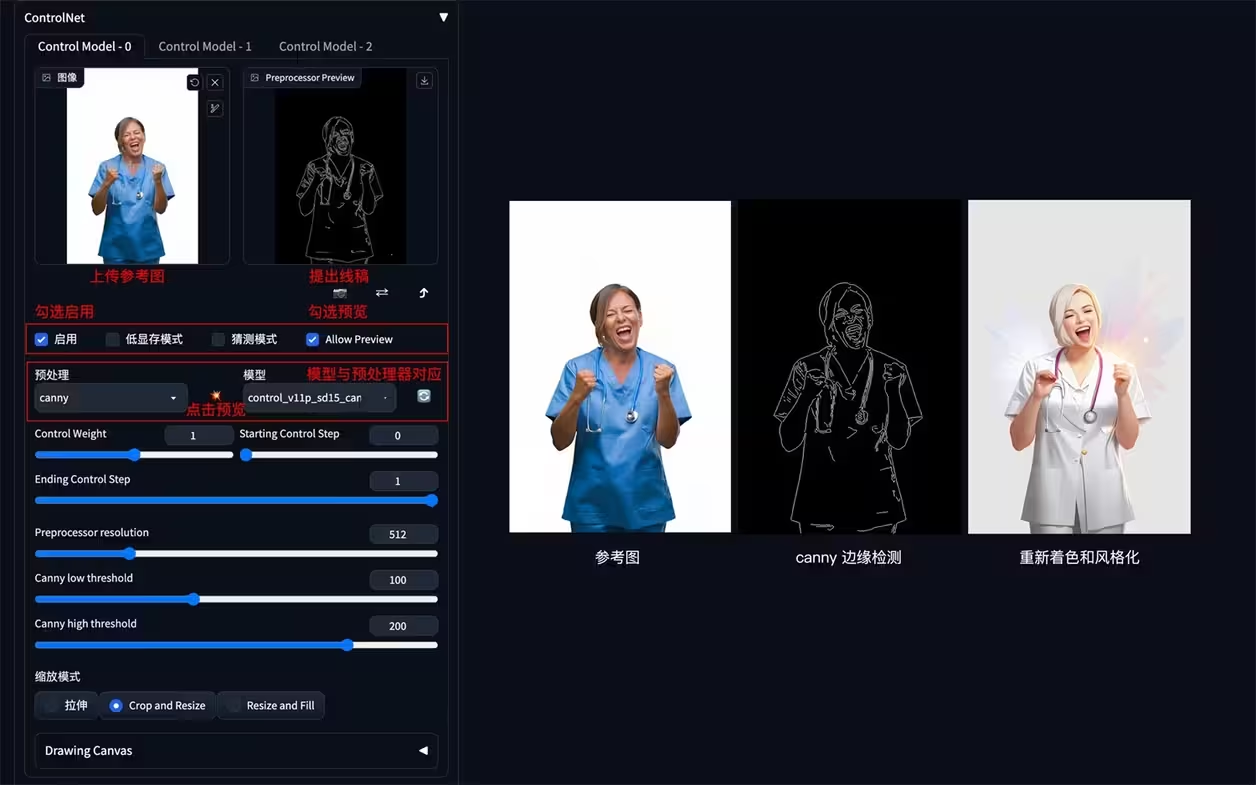 ControlNet
Control Model - 0 Control Model - 1 Control Model - 2
图像
Preprocessor Preview
上传参考图
提出线稿
勾选启用
勾选预览
启用 低显存模式 猜测模式 Allow Preview
预处理
模型
模型与预处理器对应
canny
点击预览
control_v11p_sd15_can
Control Weight 1 Starting Control Step 0
Ending Control Step 1
Preprocessor resolution 512
Canny low threshold 100
Canny high threshold 200
缩放模式
拉伸 Crop and Resize Resize and Fill
Drawing Canvas
参考图
canny 边缘检测
重新着色和风格化